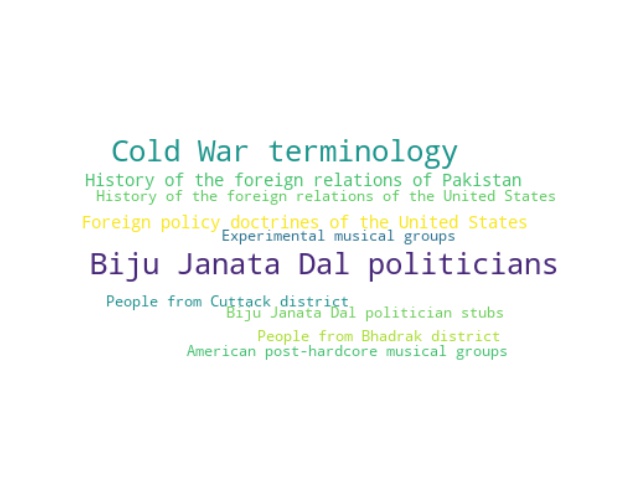 Cold War terminology
History of the foreign relations of Pakistan
History of the foreign relations of the United States
Foreign policy doctrines of the United States
Experimental musical groups
Biju Janata Dal politicians
People from Cuttack district
Biju Janata Dal politician stubs
People from Bhadrak district
American post-hardcore musical groups